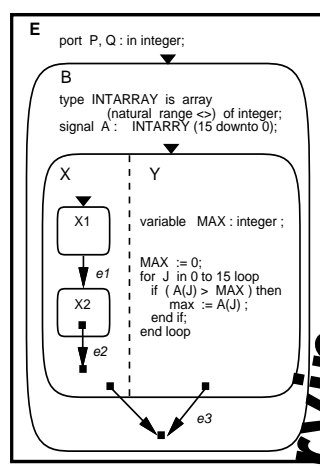 E
port P, Q : in integer;
B
type INTARRAY is array
(natural range <>) of integer;
signal A : INTARRY (15 downto 0);
X
Y
X1
e1
X2
e2
variable MAX : integer ;
MAX := 0;
for J in 0 to 15 loop
if ( A(J) > MAX ) then
max := A(J) ;
end if;
end loop
e3